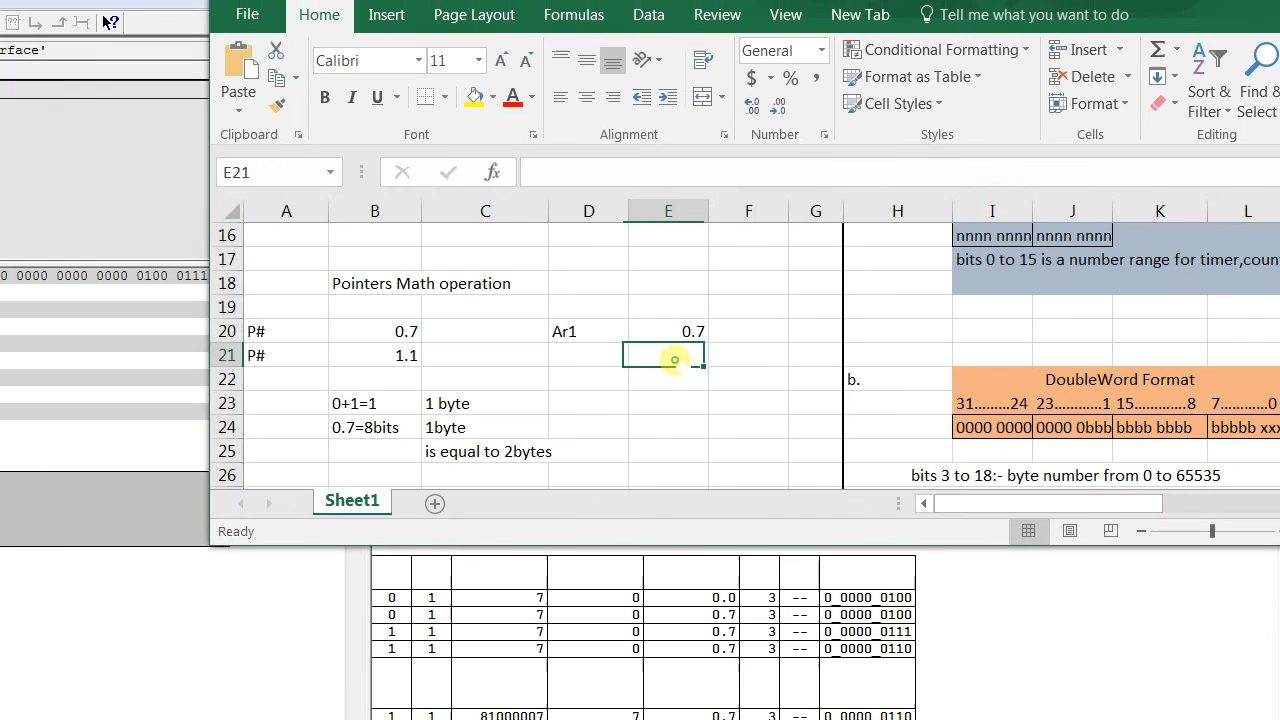 File Home Insert Page Layout Formulas Data Review View New Tab Tell me what you want to do
rface'
Calibri 11 General Conditional Formatting Insert
Paste B I U $ % , Format as Table Delete Sort & Find &
Cell Styles Format Filter Select
Clipboard Font Alignment Number Styles Cells Editing
E21 fx
A B C D E F G H I J K L
16 nnnn nnnn nnnn nnnn
17 bits 0 to 15 is a number range for timer,coun
0 0000 0000 0100 0111
18 Pointers Math operation
19
20 P# 0.7 Ar1 0.7
21 P# 1.1
22 b. DoubleWord Format
23 0+1=1 1 byte 31.........24 23............1 15..............8 7............0
24 0.7=8bits 1byte 0000 0000 0000 0bbb bbbb bbbb bbbbb xxx
25 is equal to 2bytes
26 bits 3 to 18:- byte number from 0 to 65535
Sheet1
Ready
0 1 7 0 0.0 3 -- 0_0000_0100
0 1 7 0 0.7 3 -- 0_0000_0100
1 1 7 0 0.7 3 -- 0_0000_0111
1 1 7 0 0.7 3 -- 0_0000_0110
1 1 81000007 7 0.7 3 -- 0_0000_0110